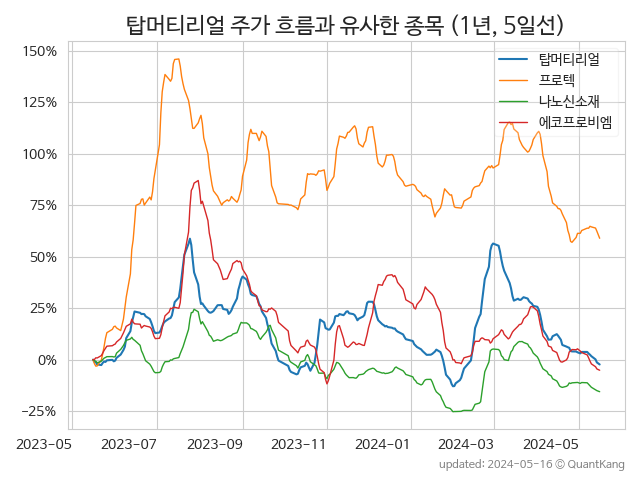 탑머티리얼 주가 흐름과 유사한 종목 (1년, 5일선)
탑머티리얼
프로텍
나노신소재
에코프로비엠
150%
125%
100%
75%
50%
25%
0%
−25%
2023-05 2023-07 2023-09 2023-11 2024-01 2024-03 2024-05
updated: 2024-05-16 © QuantKang